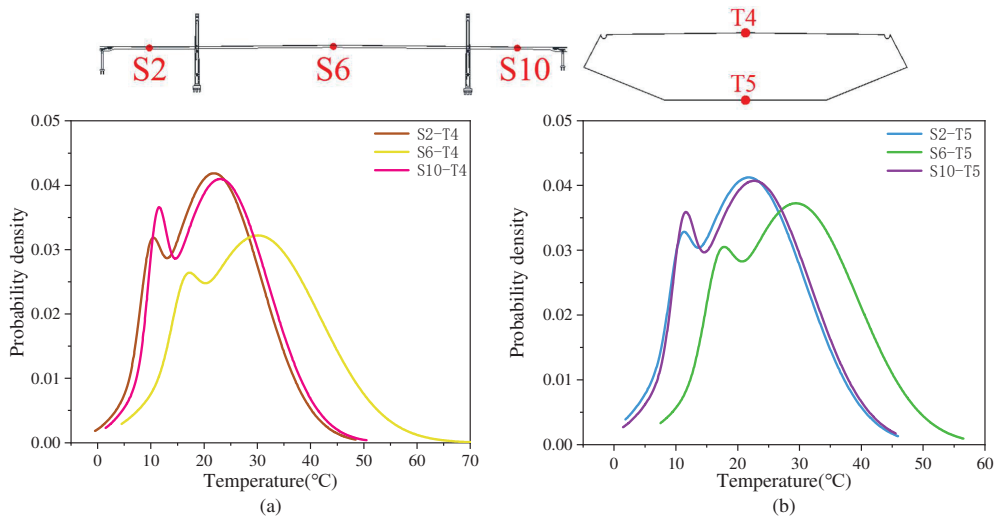 S2
S6
S10
T4
T5
0.05
0.04
0.03
0.02
0.01
0.00
Probability density
S2-T4
S6-T4
S10-T4
0 10 20 30 40 50 60 70
Temperature(°C)
(a)
0.05
0.04
0.03
0.02
0.01
0.00
Probability density
S2-T5
S6-T5
S10-T5
0 10 20 30 40 50 60
Temperature(°C)
(b)